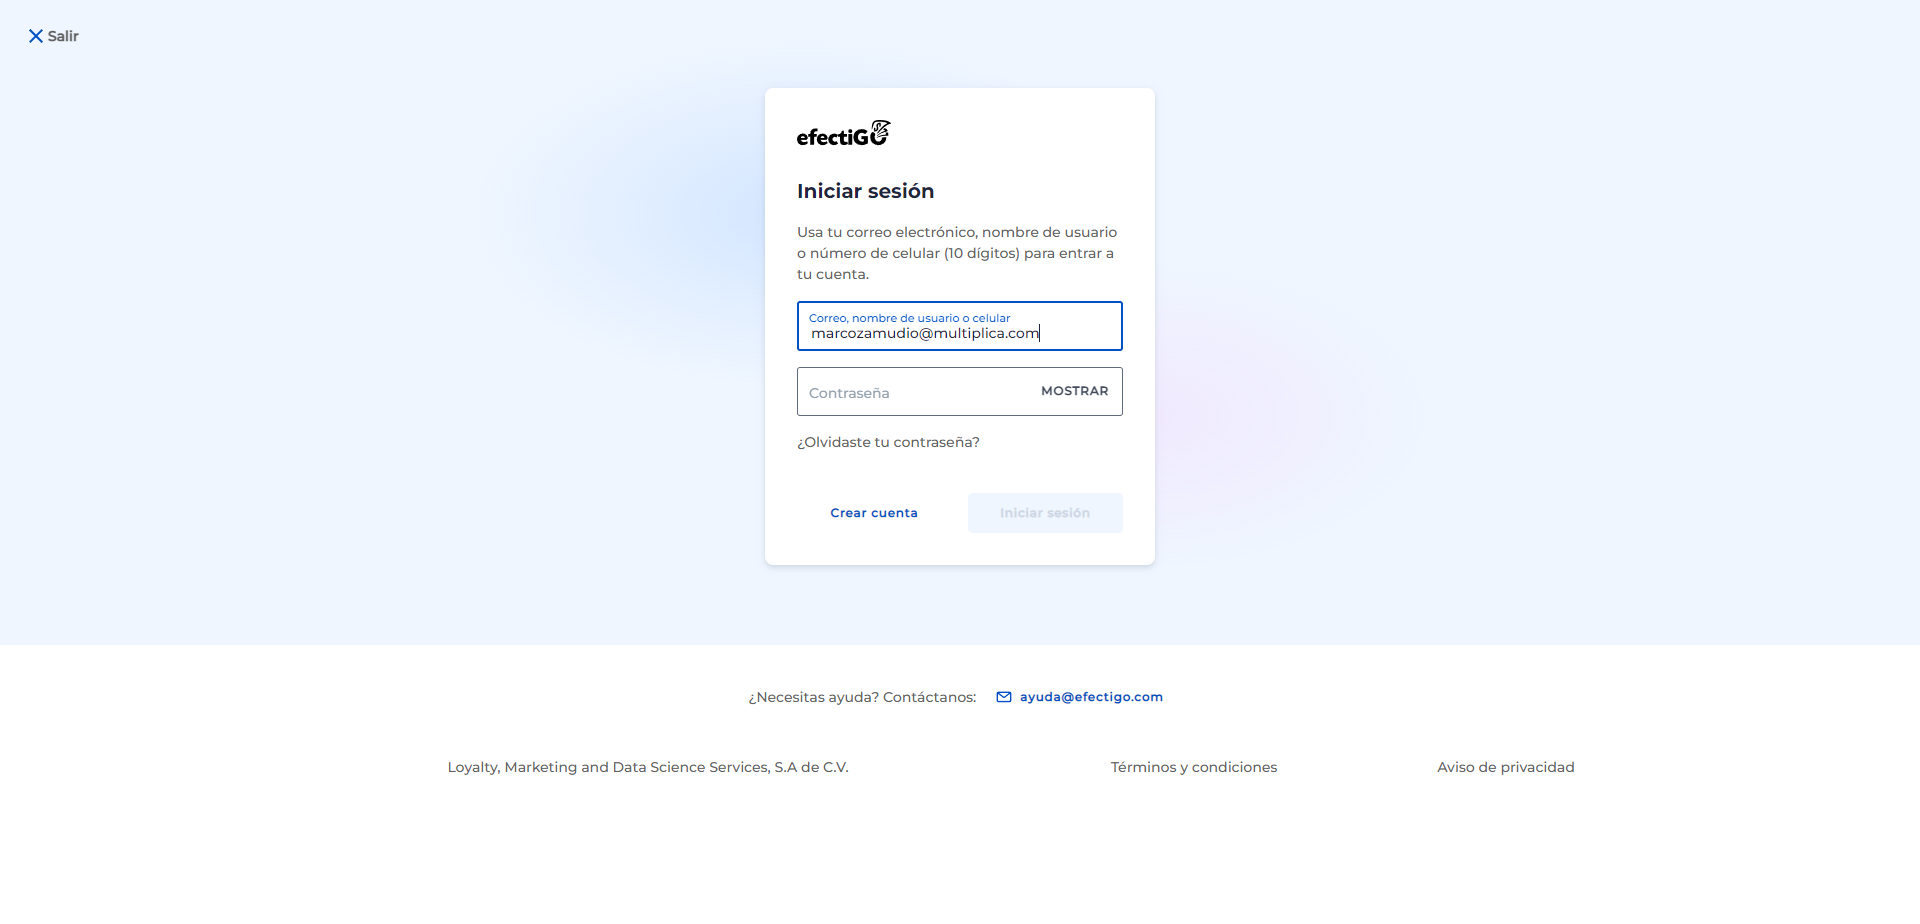 Salir
efectiGO
Iniciar sesión
Usa tu correo electrónico, nombre de usuario
o número de celular (10 dígitos) para entrar a
tu cuenta.
Correo, nombre de usuario o celular
marcozamudio@multiplica.com
Contraseña MOSTRAR
¿Olvidaste tu contraseña?
Crear cuenta Iniciar sesión
¿Necesitas ayuda? Contáctanos: ayuda@efectigo.com
Loyalty, Marketing and Data Science Services, S.A de C.V. Términos y condiciones Aviso de privacidad